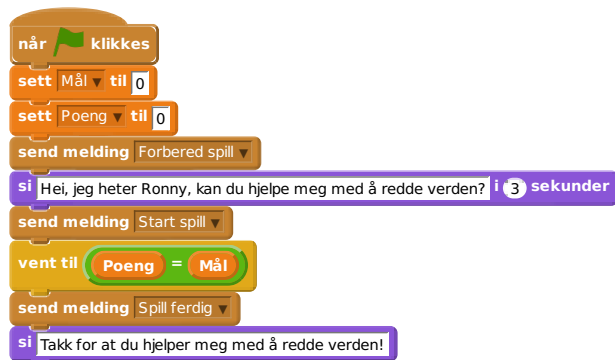 når klikkes
sett Mål til 0
sett Poeng til 0
send melding Forbered spill
si Hei, jeg heter Ronny, kan du hjelpe meg med å redde verden? i 3 sekunder
send melding Start spill
vent til Poeng = Mål
send melding Spill ferdig
si Takk for at du hjelper meg med å redde verden!